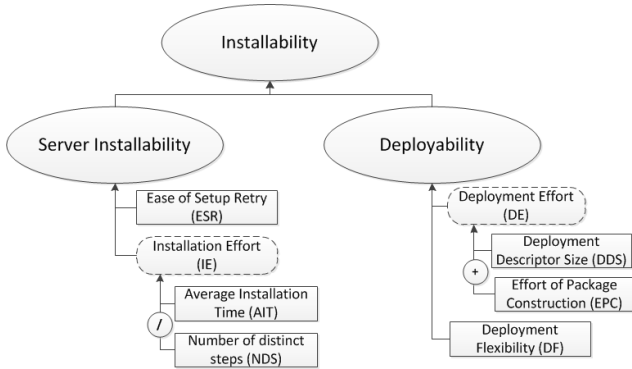 Installability
Server Installability
Deployability
Ease of Setup Retry
(ESR)
Installation Effort
(IE)
Average Installation
Time (AIT)
/
Number of distinct
steps (NDS)
Deployment Effort
(DE)
Deployment
Descriptor Size (DDS)
+
Effort of Package
Construction (EPC)
Deployment
Flexibility (DF)